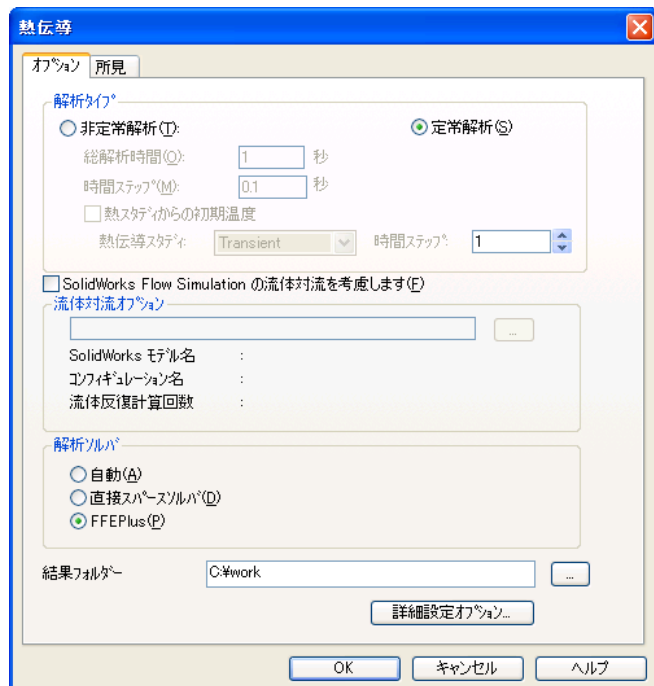 熱伝導
オプション 所見
解析タイプ
非定常解析(T): 定常解析(S)
総解析時間(O): 1 秒
時間ステップ(M): 0.1 秒
熱スタディからの初期温度
熱伝導スタディ: Transient 時間ステップ: 1
SolidWorks Flow Simulation の流体対流を考慮します(F)
流体対流オプション
...
SolidWorks モデル名 :
コンフィギュレーション名 :
流体反復計算回数 :
解析ソルバ
自動(A)
直接スパースソルバ(D)
FFEPlus(P)
結果フォルダー C:¥work ...
詳細設定オプション...
OK キャンセル ヘルプ